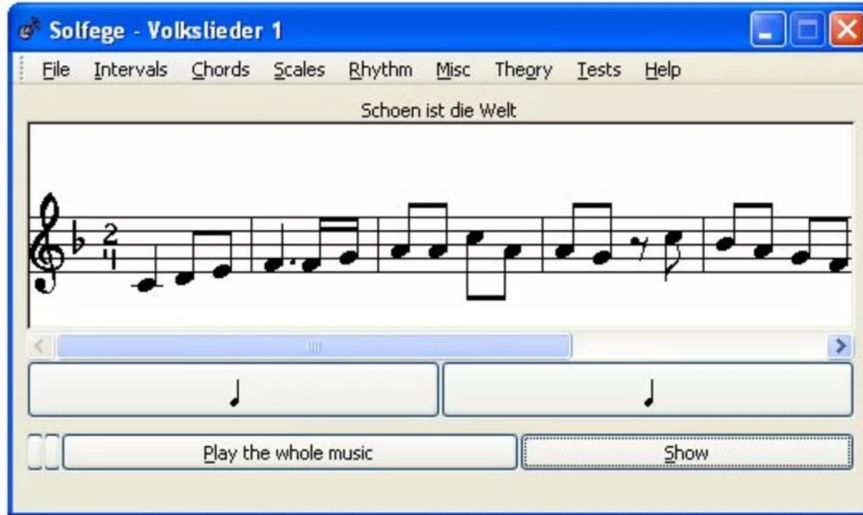 Solfege - Volkslieder 1
File Intervals Chords Scales Rhythm Misc Theory Tests Help
Schoen ist die Welt
2
4
Play the whole music Show